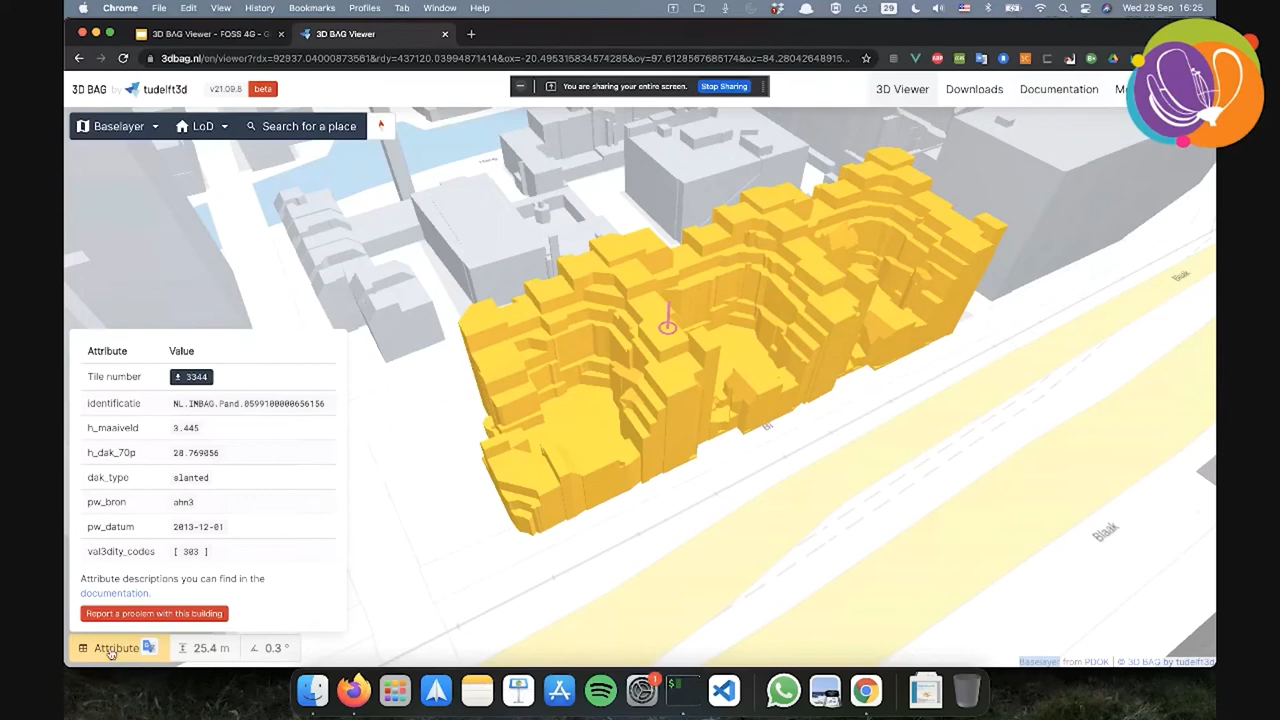 Chrome File Edit View History Bookmarks Profiles Tab Window Help
29
Wed 29 Sep 16:25
3D BAG Viewer - FOSS 4G - G
3D BAG Viewer
3dbag.nl/en/viewer?rdx=92937.04000873561&rdy=437120.03994871414&ox=-20.495315834574285&oy=97.6128567685174&oz=84.28042648915...
3D BAG by tudelft3d v21.09.8 beta
You are sharing your entire screen. Stop Sharing
3D Viewer Downloads Documentation
Baselayer LoD Search for a place
Attribute Value
Tile number 3344
identificatie NL.IMBAG.Pand.0599100000656156
h_maaiveld 3.445
h_dak_70p 28.769056
dak_type slanted
pw_bron ahn3
pw_datum 2013-12-01
val3dity_codes [ 303 ]
Attribute descriptions you can find in the
documentation.
Report a problem with this building
Attribute 25.4 m 0.3 °
Blaak
Blaak
Baselayer from PDOK | © 3D BAG by tudelft3d
1